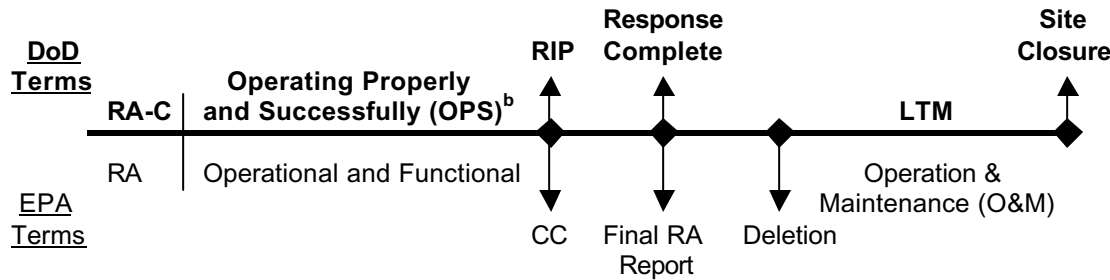 DoD
Terms
RA-C
Operating Properly
and Successfully (OPS)b
RIP
Response
Complete
LTM
Site
Closure
EPA
Terms
RA
Operational and Functional
CC
Final RA
Report
Deletion
Operation &
Maintenance (O&M)